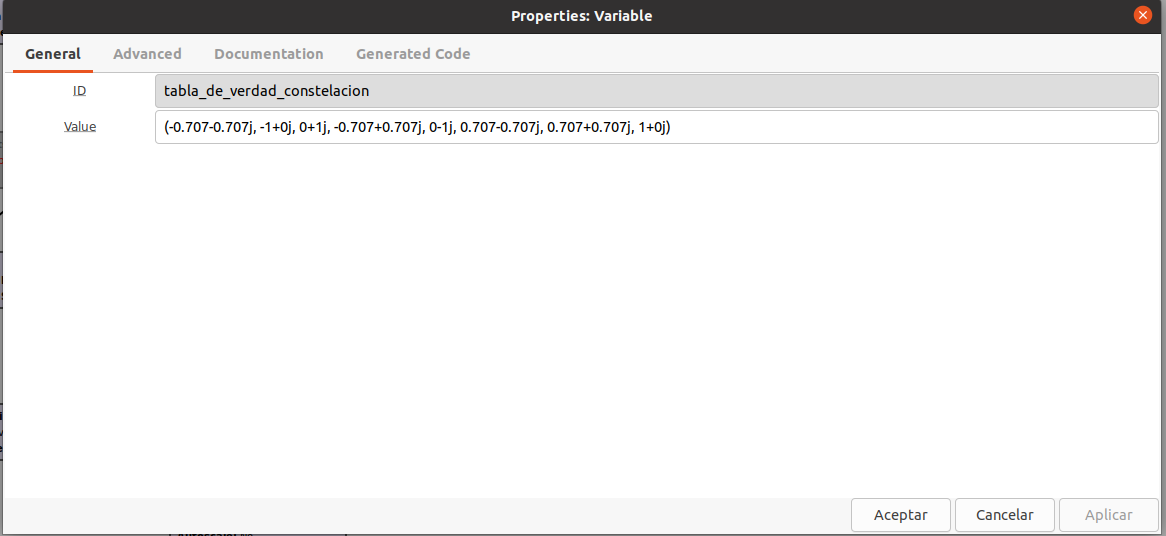 Properties: Variable
General Advanced Documentation Generated Code
ID tabla_de_verdad_constelacion
Value (-0.707-0.707j, -1+0j, 0+1j, -0.707+0.707j, 0-1j, 0.707-0.707j, 0.707+0.707j, 1+0j)
Aceptar Cancelar Aplicar